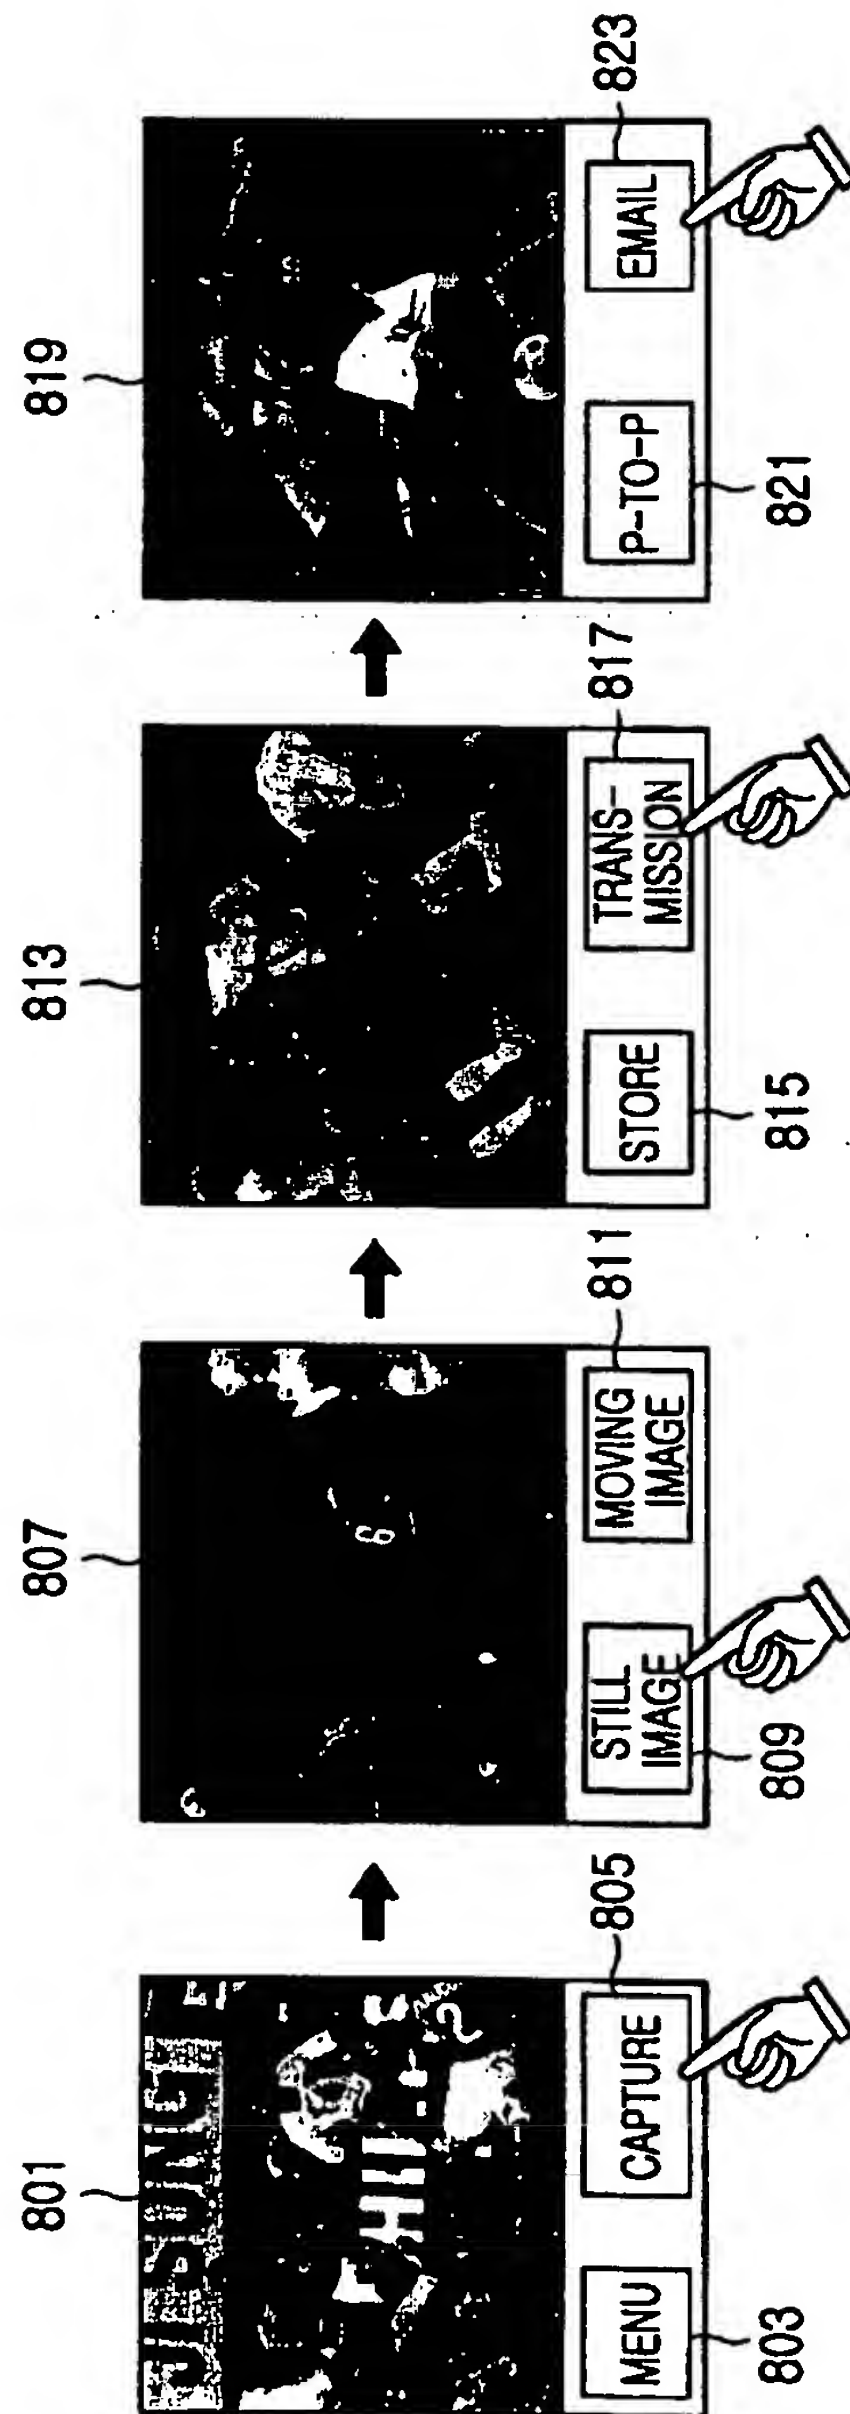 801
807
813
819
MENU
CAPTURE
805
803
6
STILL
IMAGE
MOVING
IMAGE
811
809
STORE
TRANS-
MISSION
817
815
P-TO-P
EMAIL
823
821